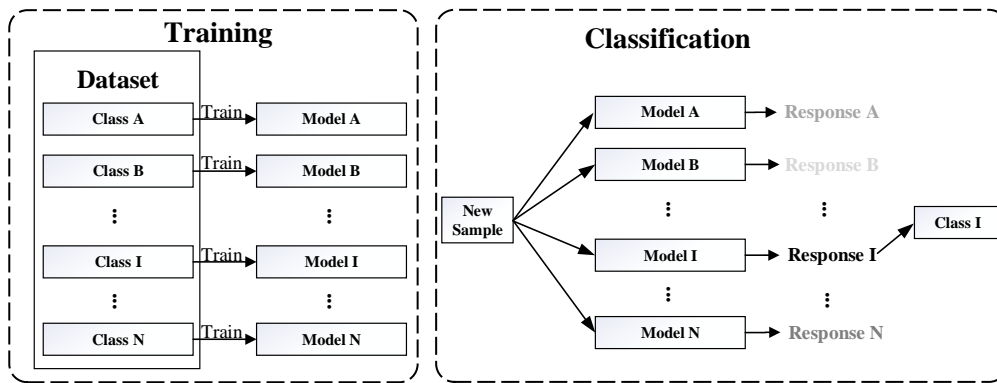 Training
Dataset
Class A Train Model A
Class B Train Model B
Class I Train Model I
Class N Train Model N
Classification
New
Sample
Model A Response A
Model B Response B
Model I Response I Class I
Model N Response N